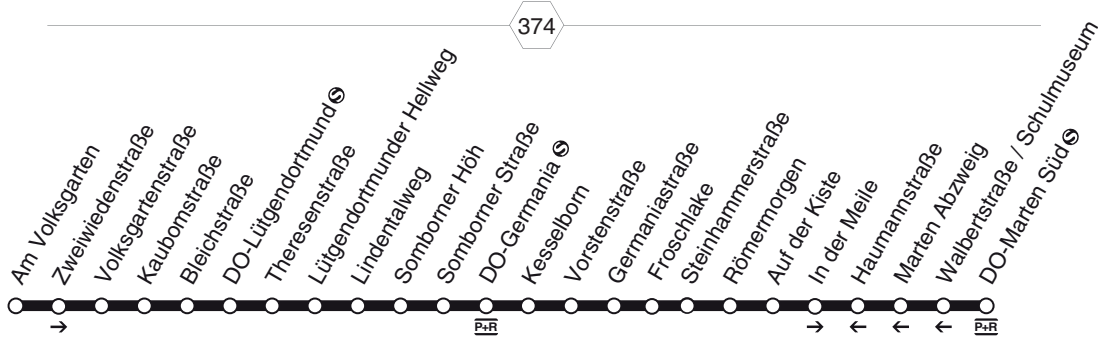 374
Am Volksgarten
Zweiwiedenstraße
Volksgartenstraße
Kaubomstraße
Bleichstraße
DO-Lütgendortmund S
Theresenstraße
Lütgendortmunder Hellweg
Lindentalweg
Somborner Höh
Somborner Straße
DO-Germania S
Kesselborn
Vorstenstraße
Germaniastraße
Froschlake
Steinhammerstraße
Römermorgen
Auf der Kiste
In der Meile
Haumannstraße
Marten Abzweig
Walbertstraße / Schulmuseum
DO-Marten Süd S
→ P+R → ← ← ← P+R